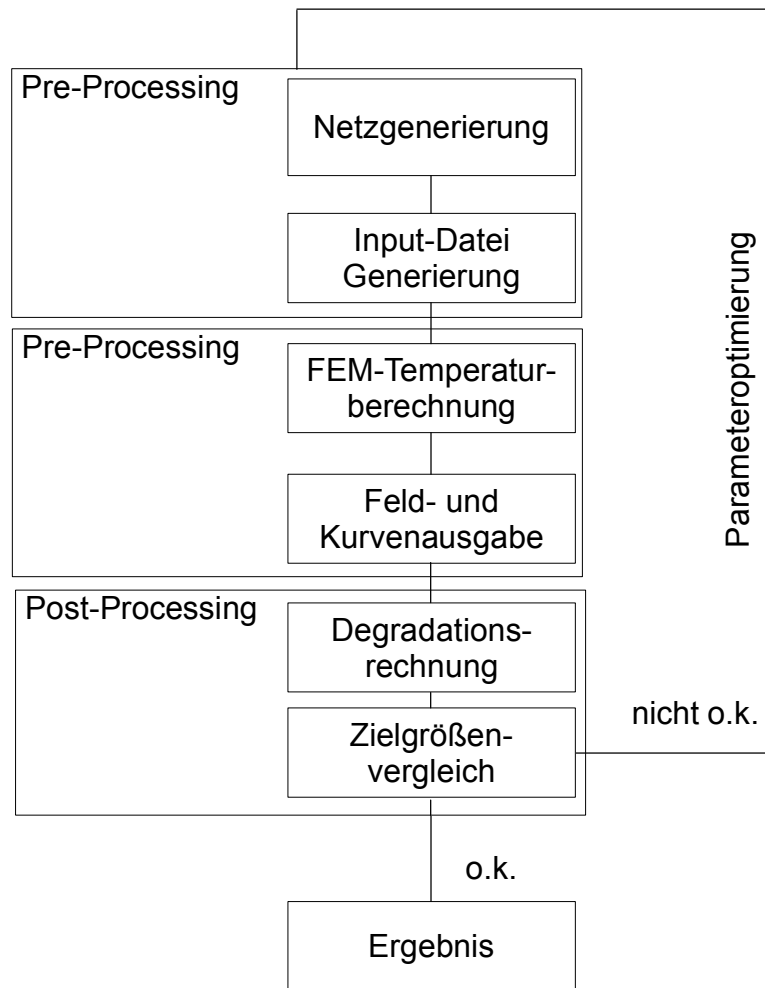 Pre-Processing
Netzgenerierung
Input-Datei
Generierung
Pre-Processing
FEM-Temperatur-
berechnung
Feld- und
Kurvenausgabe
Post-Processing
Degradations-
rechnung
Zielgrößen-
vergleich
nicht o.k.
Parameteroptimierung
o.k.
Ergebnis